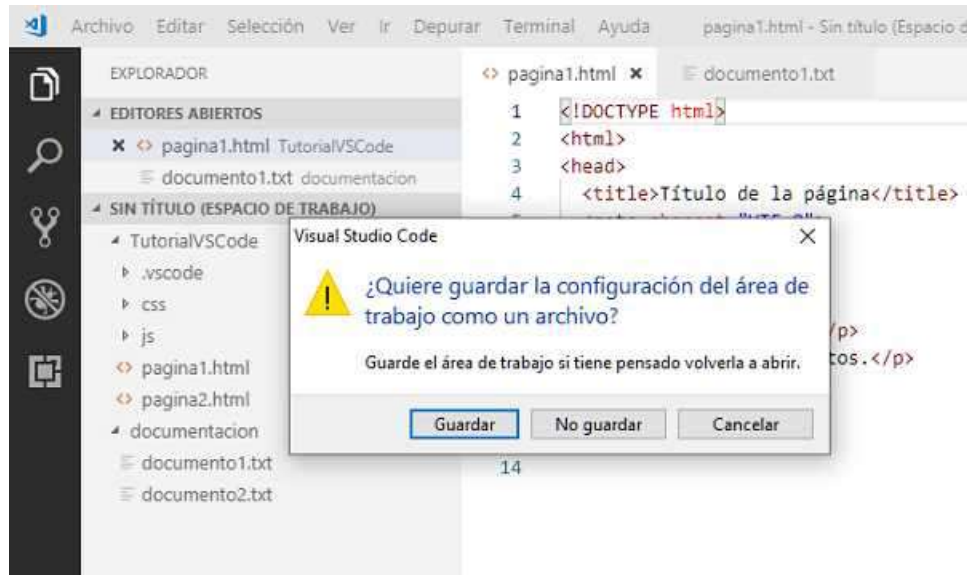 Archivo Editar Selección Ver Ir Depurar Terminal Ayuda pagina1.html - Sin título (Espacio d
EXPLORADOR
EDITORES ABIERTOS
pagina1.html TutorialVSCode
documento1.txt documentacion
SIN TÍTULO (ESPACIO DE TRABAJO)
TutorialVSCode
.vscode
css
js
pagina1.html
pagina2.html
documentacion
documento1.txt
documento2.txt
pagina1.html documento1.txt
1 <!DOCTYPE html>
2 <html>
3 <head>
4 <title>Título de la página</title>
/p>
tos.</p>
14
Visual Studio Code
¿Quiere guardar la configuración del área de
trabajo como un archivo?
Guarde el área de trabajo si tiene pensado volverla a abrir.
Guardar No guardar Cancelar